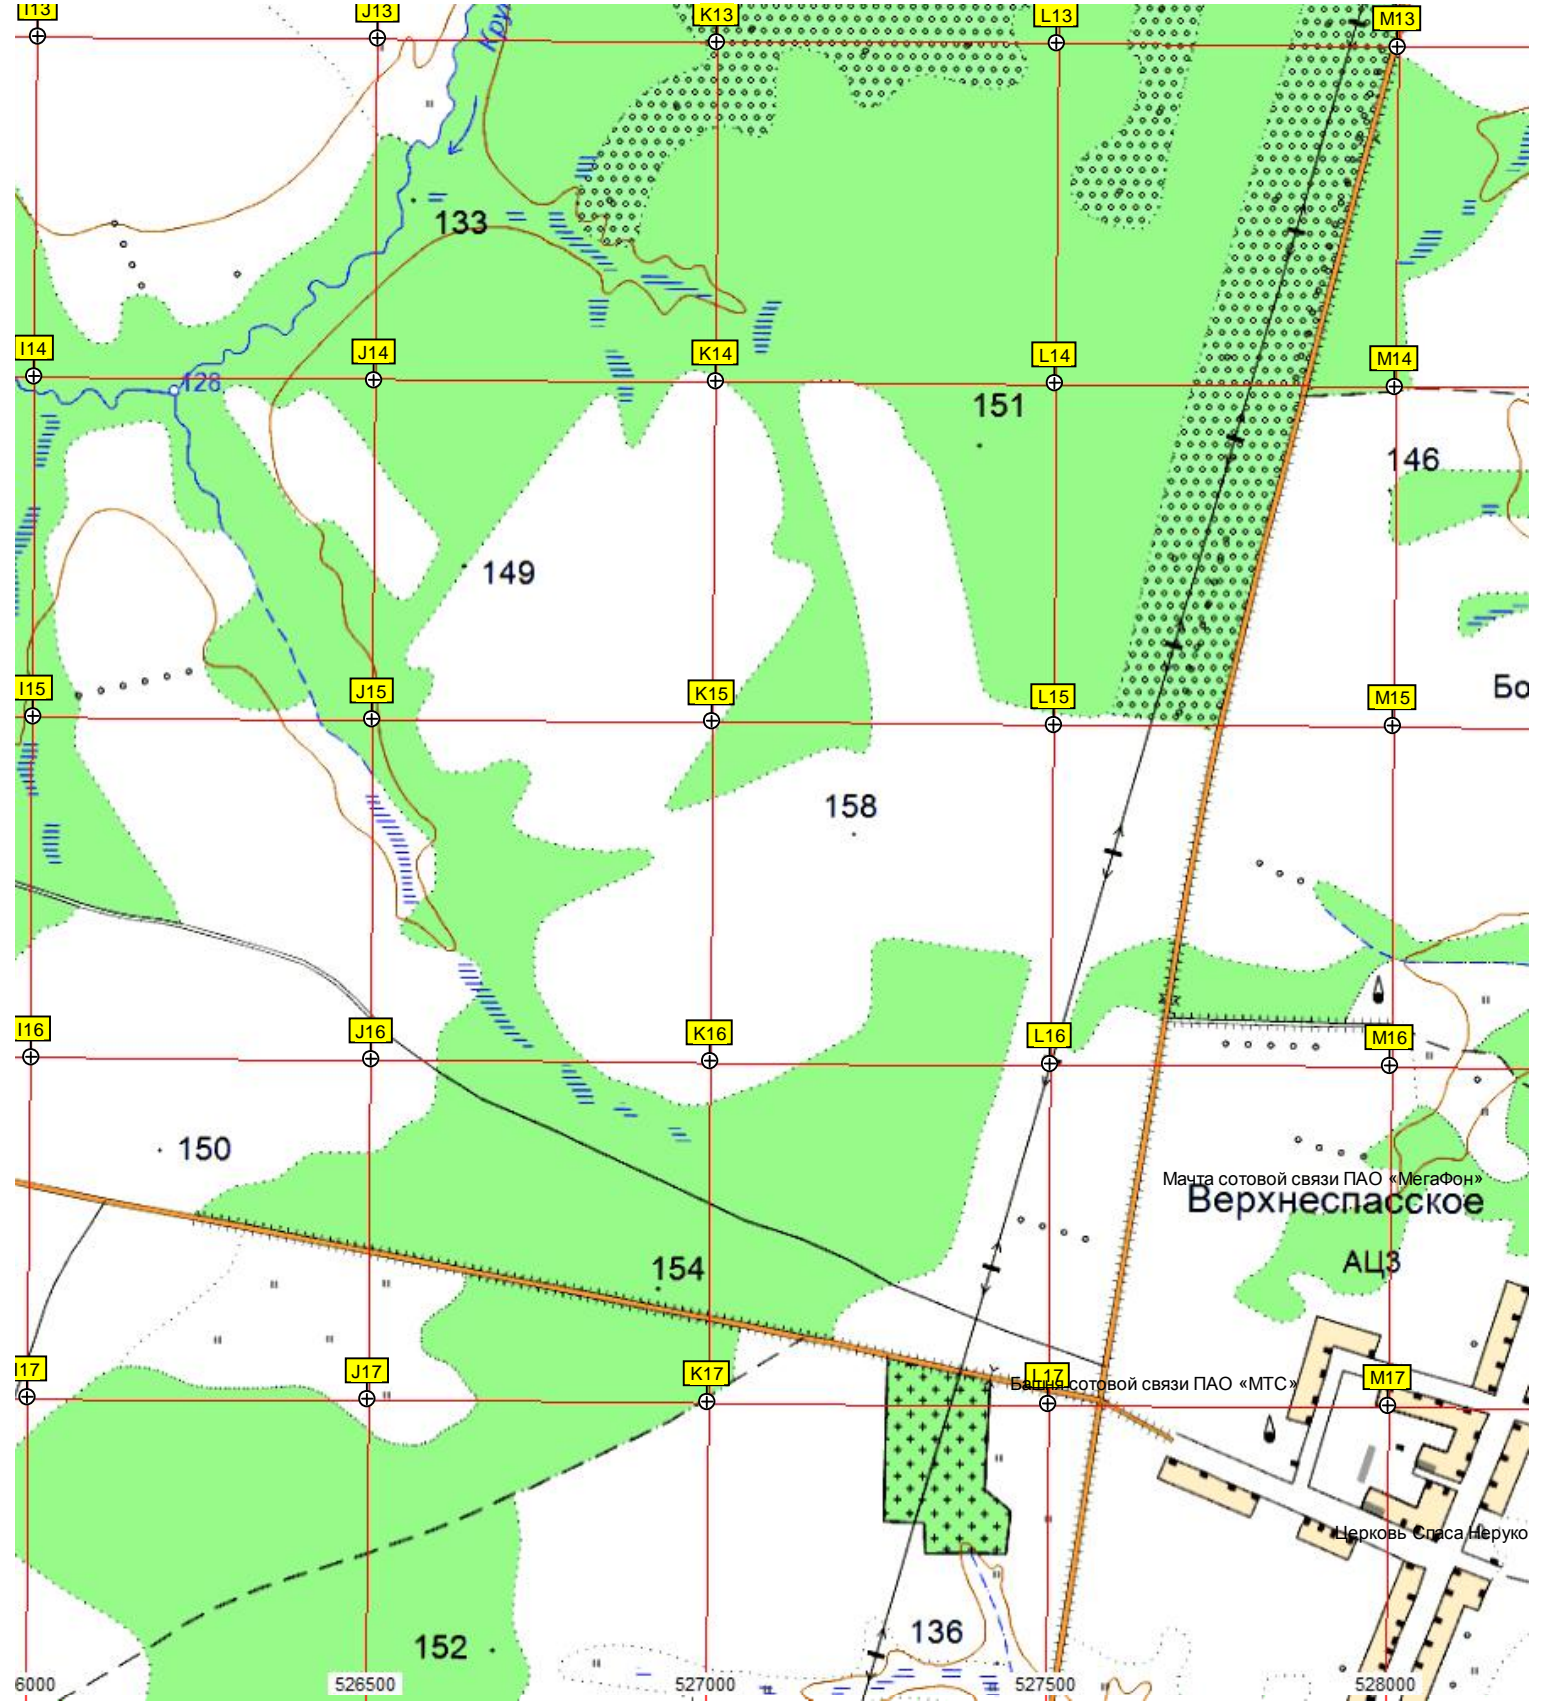 I13 J13 K13 L13 M13
Кру
133
I14 J14 K14 L14 M14
128
151
146
149
I15 J15 K15 L15 M15
Бо
158
I16 J16 K16 L16 M16
150
Мачта сотовой связи ПАО «МегаФон»
Верхнеспасское
АЦЗ
154
I17 J17 K17 L17 M17
Башня сотовой связи ПАО «МТС»
Церковь Спаса Неруко
136
152
6000 526500 527000 527500 528000